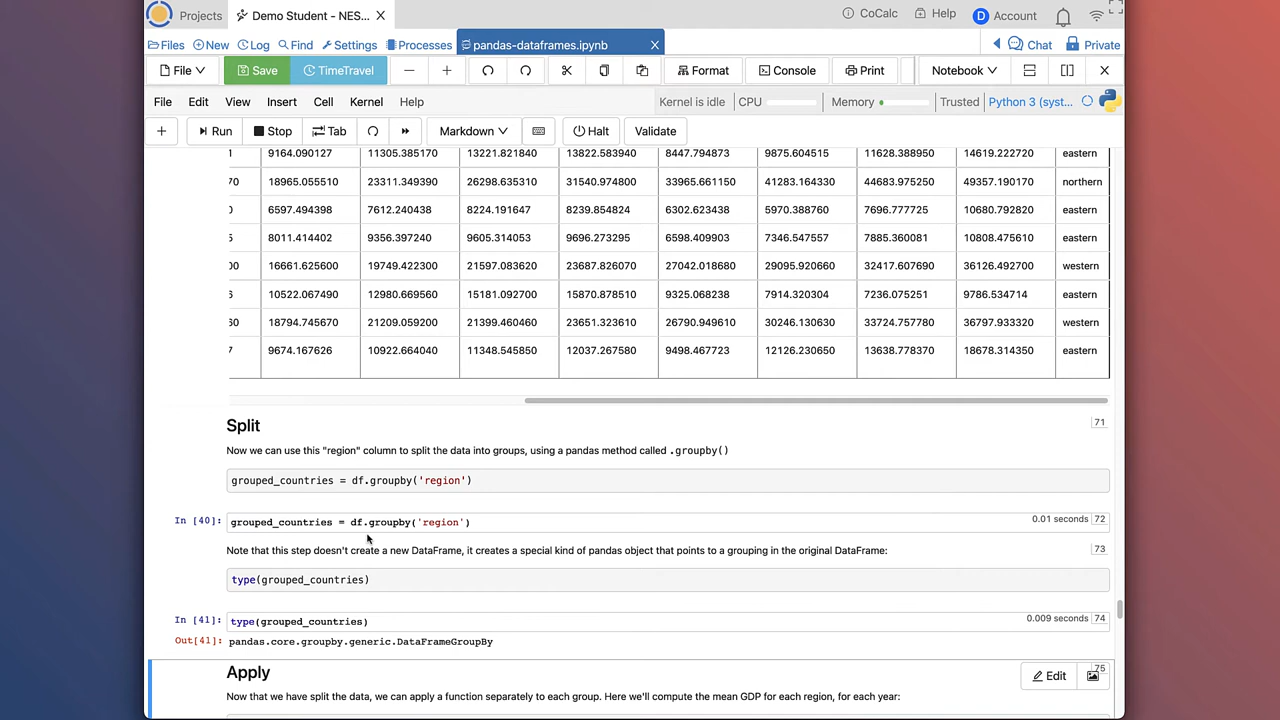 Projects Demo Student - NES... CoCalc Help D Account
Files New Log Find Settings Processes pandas-dataframes.ipynb Chat Private
File Save TimeTravel Format Console Print Notebook
File Edit View Insert Cell Kernel Help Kernel is idle CPU Memory Trusted Python 3 (syst...
Run Stop Tab Markdown Halt Validate
1 9164.090127 11305.385170 13221.821840 13822.583940 8447.794873 9875.604515 11628.388950 14619.222720 eastern
70 18965.055510 23311.349390 26298.635310 31540.974800 33965.661150 41283.164330 44683.975250 49357.190170 northern
0 6597.494398 7612.240438 8224.191647 8239.854824 6302.623438 5970.388760 7696.777725 10680.792820 eastern
5 8011.414402 9356.397240 9605.314053 9696.273295 6598.409903 7346.547557 7885.360081 10808.475610 eastern
00 16661.625600 19749.422300 21597.083620 23687.826070 27042.018680 29095.920660 32417.607690 36126.492700 western
6 10522.067490 12980.669560 15181.092700 15870.878510 9325.068238 7914.320304 7236.075251 9786.534714 eastern
60 18794.745670 21209.059200 21399.460460 23651.323610 26790.949610 30246.130630 33724.757780 36797.933320 western
7 9674.167626 10922.664040 11348.545850 12037.267580 9498.467723 12126.230650 13638.778370 18678.314350 eastern
Split 71
Now we can use this "region" column to split the data into groups, using a pandas method called .groupby()
grouped_countries = df.groupby('region')
In [40]: grouped_countries = df.groupby('region') 0.01 seconds 72
Note that this step doesn't create a new DataFrame, it creates a special kind of pandas object that points to a grouping in the original DataFrame: 73
type(grouped_countries)
In [41]: type(grouped_countries) 0.009 seconds 74
Out[41]: pandas.core.groupby.generic.DataFrameGroupBy
Apply Edit 75
Now that we have split the data, we can apply a function separately to each group. Here we'll compute the mean GDP for each region, for each year: